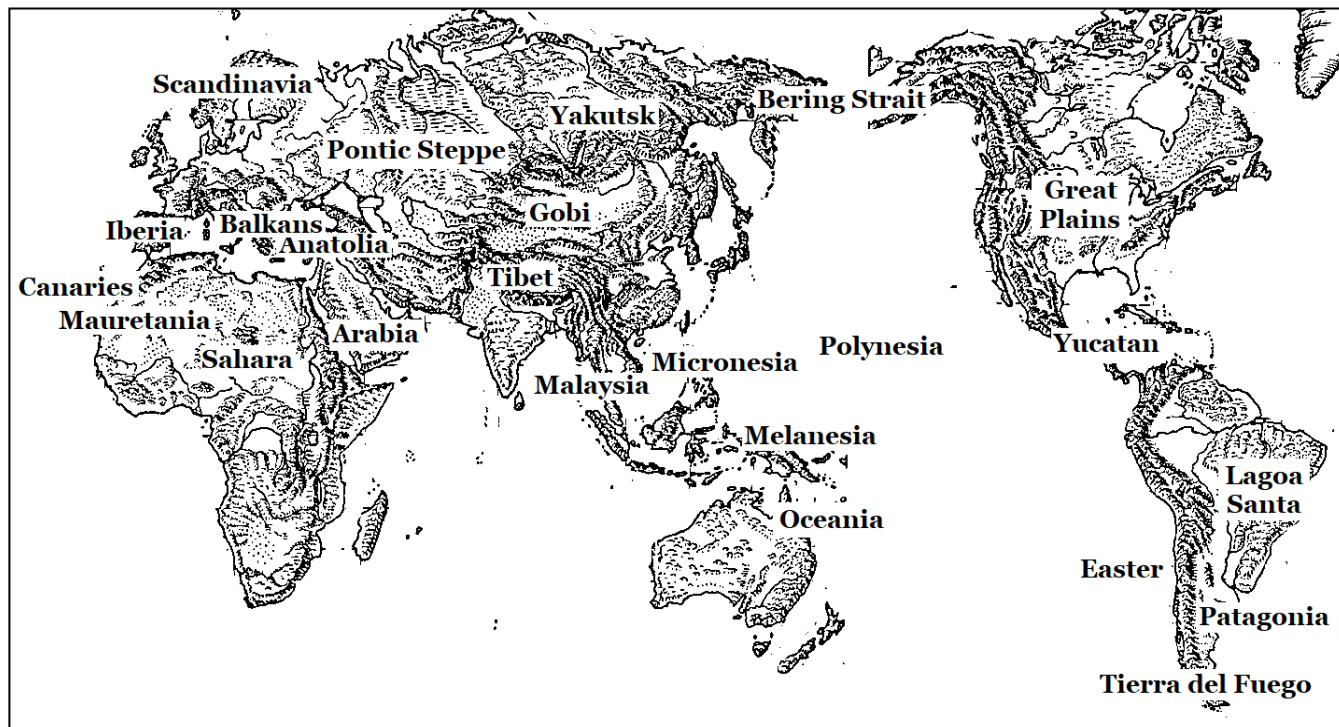 Scandinavia
Yakutsk
Bering Strait
Pontic Steppe
Great
Plains
Gobi
Iberia
Balkans
Anatolia
Tibet
Canaries
Mauretania
Arabia
Sahara
Micronesia
Polynesia
Yucatan
Malaysia
Melanesia
Lagoa
Santa
Oceania
Easter
Patagonia
Tierra del Fuego